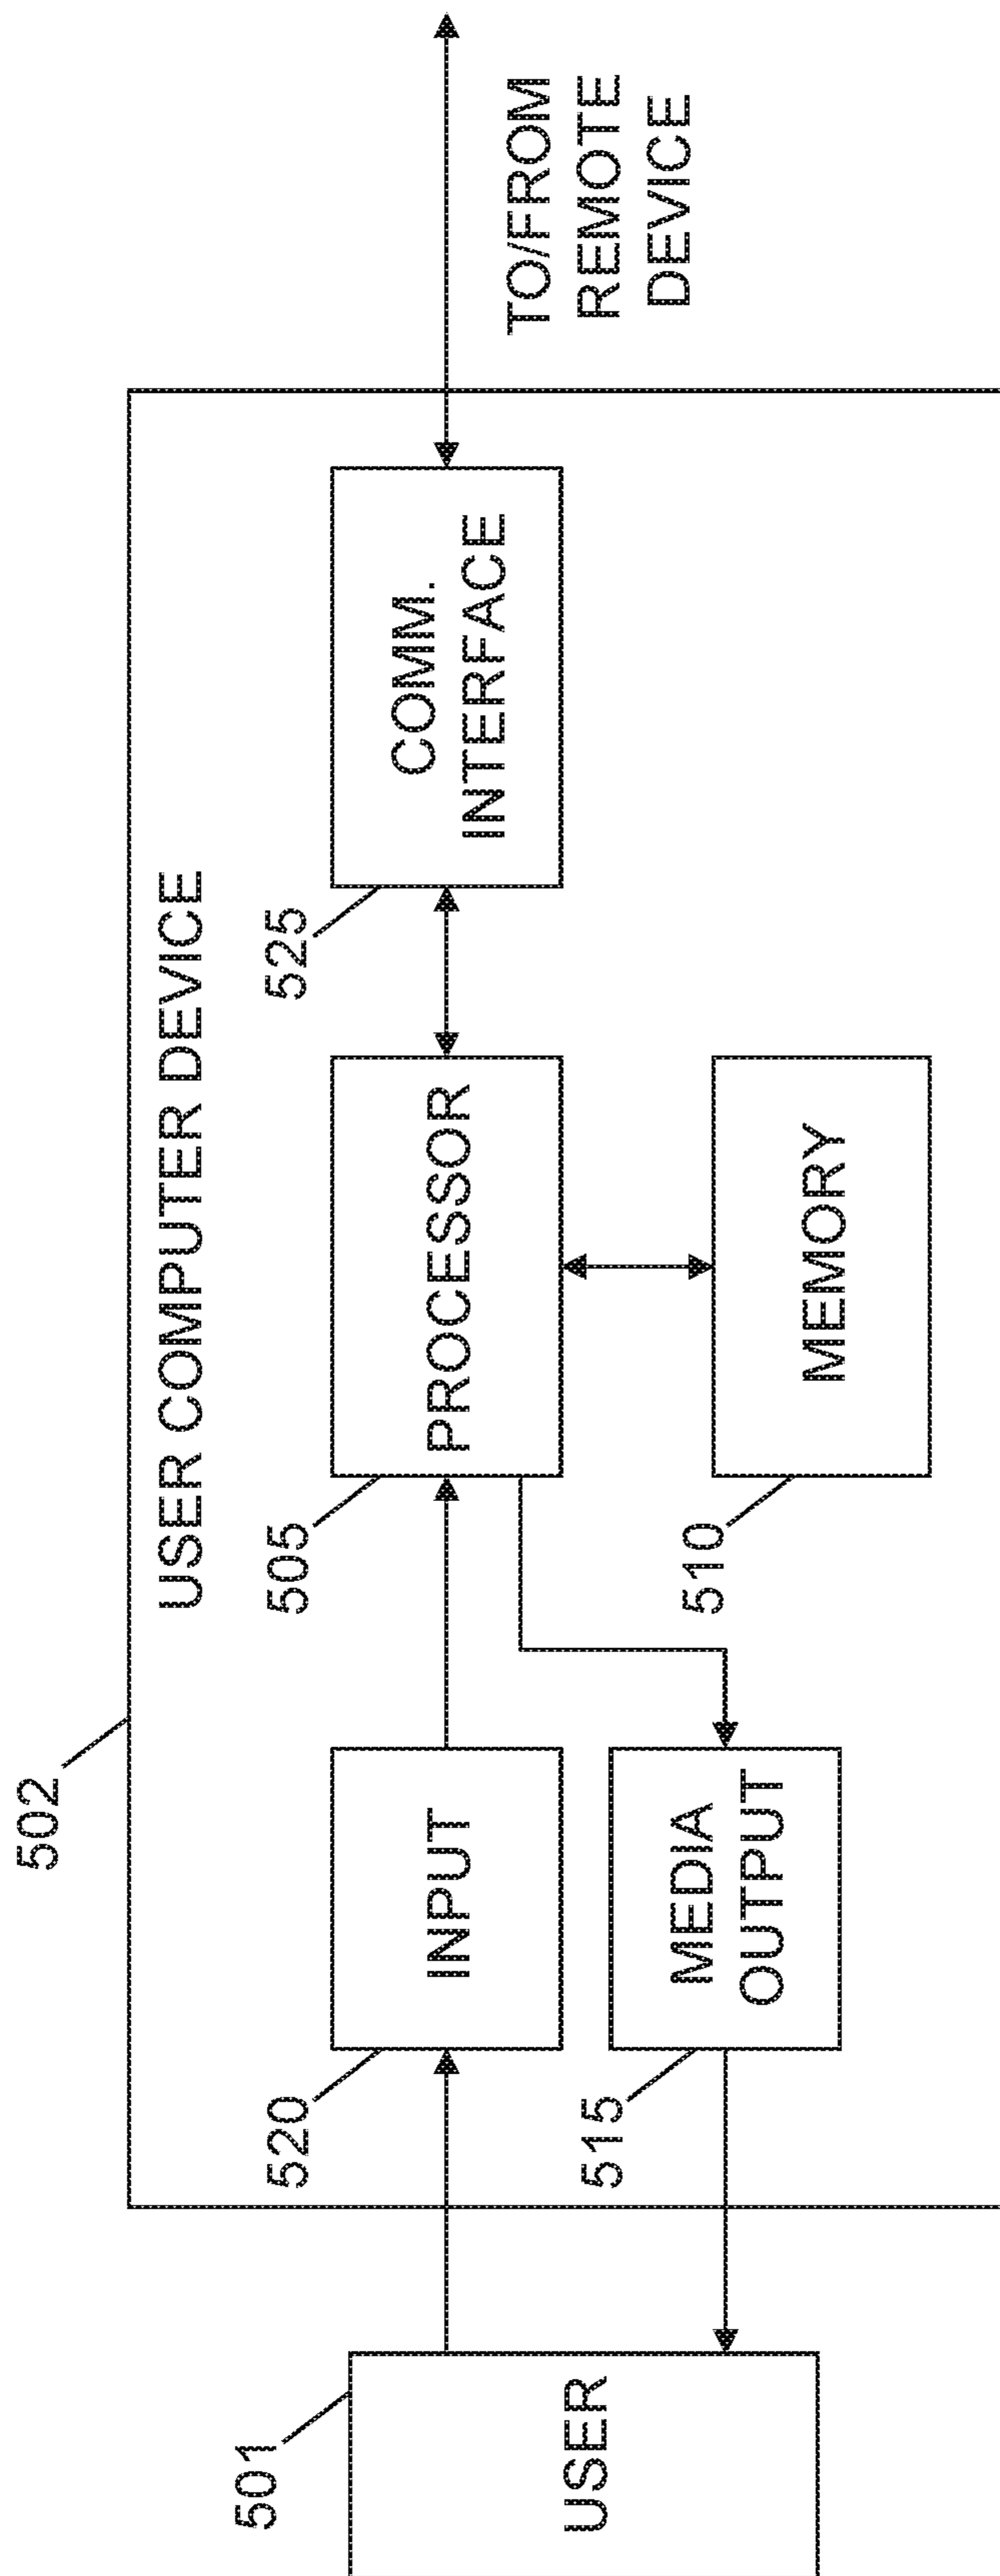 502
USER COMPUTER DEVICE
501
USER
520
INPUT
515
MEDIA
OUTPUT
505
PROCESSOR
510
MEMORY
525
COMM.
INTERFACE
TO/FROM
REMOTE
DEVICE